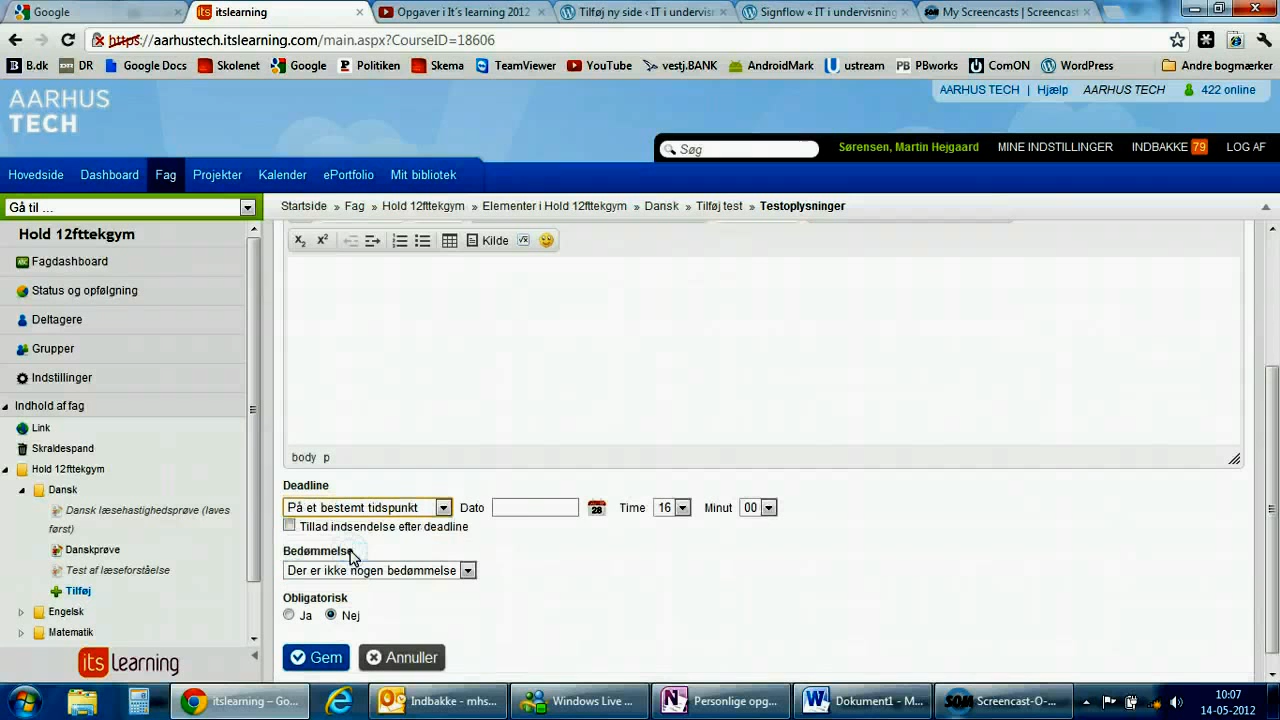 Google
itslearning
Opgaver i It´s learning 2012
Tilføj ny side ‹ IT i undervisn
Signflow « IT i undervisning
My Screencasts | Screencast
https://aarhustech.itslearning.com/main.aspx?CourseID=18606
B.dk
DR
Google Docs
Skolenet
Google
Politiken
Skema
TeamViewer
YouTube
vestj.BANK
AndroidMark
ustream
PBworks
ComON
WordPress
Andre bogmærker
AARHUS
TECH
AARHUS TECH | Hjælp AARHUS TECH 422 online
Søg
Sørensen, Martin Hejgaard
MINE INDSTILLINGER
INDBAKKE 79
LOG AF
Hovedside
Dashboard
Fag
Projekter
Kalender
ePortfolio
Mit bibliotek
Gå til ...
Startside » Fag » Hold 12fttekgym » Elementer i Hold 12fttekgym » Dansk » Tilføj test » Testoplysninger
Hold 12fttekgym
Fagdashboard
Status og opfølgning
Deltagere
Grupper
Indstillinger
Indhold af fag
Link
Skraldespand
Hold 12fttekgym
Dansk
Dansk læsehastighedsprøve (laves
først)
Danskprøve
Test af læseforståelse
Tilføj
Engelsk
Matematik
its learning
Kilde
body p
Deadline
På et bestemt tidspunkt Dato 28 Time 16 Minut 00
Tillad indsendelse efter deadline
Bedømmelse
Der er ikke nogen bedømmelse
Obligatorisk
Ja Nej
Gem Annuller
itslearning – Go...
Indbakke - mhs...
Windows Live ...
Personlige opg...
Dokument1 - M...
Screencast-O-...
10:07
14-05-2012